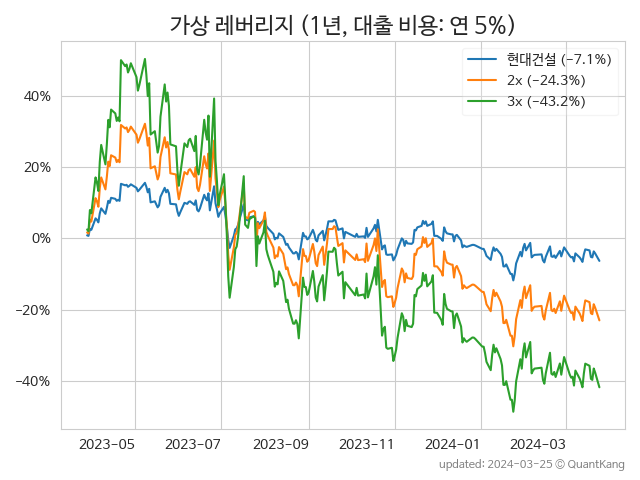 가상 레버리지 (1년, 대출 비용: 연 5%)
현대건설 (−7.1%)
2x (−24.3%)
3x (−43.2%)
40%
20%
0%
−20%
−40%
2023−05 2023−07 2023−09 2023−11 2024−01 2024−03
updated: 2024-03-25 © QuantKang